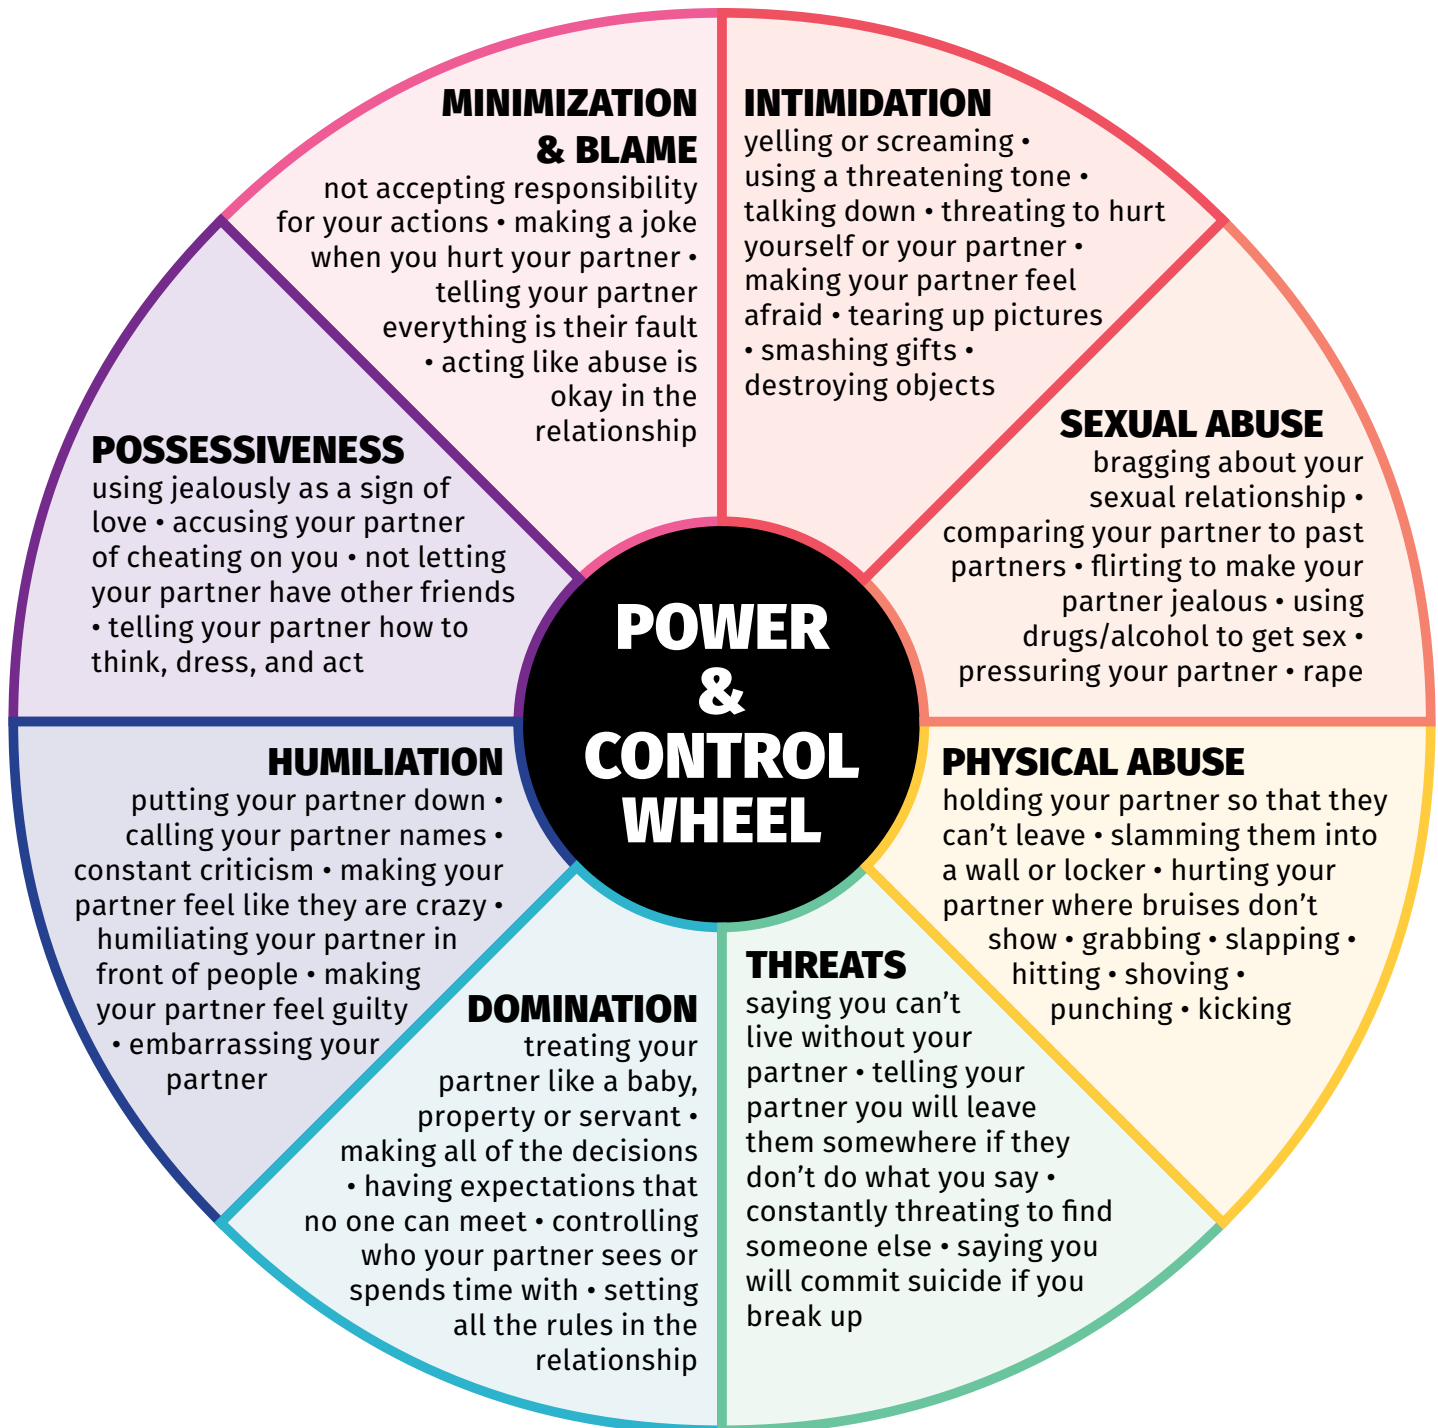 MINIMIZATION
& BLAME
not accepting responsibility
for your actions • making a joke
when you hurt your partner •
telling your partner
everything is their fault
• acting like abuse is
okay in the
relationship
INTIMIDATION
yelling or screaming •
using a threatening tone •
talking down • threating to hurt
yourself or your partner •
making your partner feel
afraid • tearing up pictures
• smashing gifts •
destroying objects
SEXUAL ABUSE
bragging about your
sexual relationship •
comparing your partner to past
partners • flirting to make your
partner jealous • using
drugs/alcohol to get sex •
pressuring your partner • rape
PHYSICAL ABUSE
holding your partner so that they
can’t leave • slamming them into
a wall or locker • hurting your
partner where bruises don’t
show • grabbing • slapping •
hitting • shoving •
punching • kicking
THREATS
saying you can’t
live without your
partner • telling your
partner you will leave
them somewhere if they
don’t do what you say •
constantly threating to find
someone else • saying you
will commit suicide if you
break up
DOMINATION
treating your
partner like a baby,
property or servant •
making all of the decisions
• having expectations that
no one can meet • controlling
who your partner sees or
spends time with • setting
all the rules in the
relationship
HUMILIATION
putting your partner down •
calling your partner names •
constant criticism • making your
partner feel like they are crazy •
humiliating your partner in
front of people • making
your partner feel guilty
• embarrassing your
partner
POSSESSIVENESS
using jealously as a sign of
love • accusing your partner
of cheating on you • not letting
your partner have other friends
• telling your partner how to
think, dress, and act
POWER
&
CONTROL
WHEEL